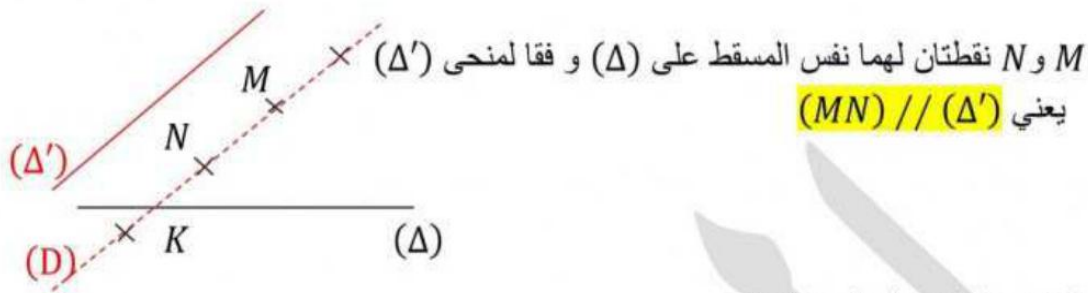 M و N نقطتان لهما نفس المسقط على (Δ) و فقا لمنحى (Δ′)
يعني (MN) // (Δ′)
M
N
(Δ′)
K
(Δ)
(D)